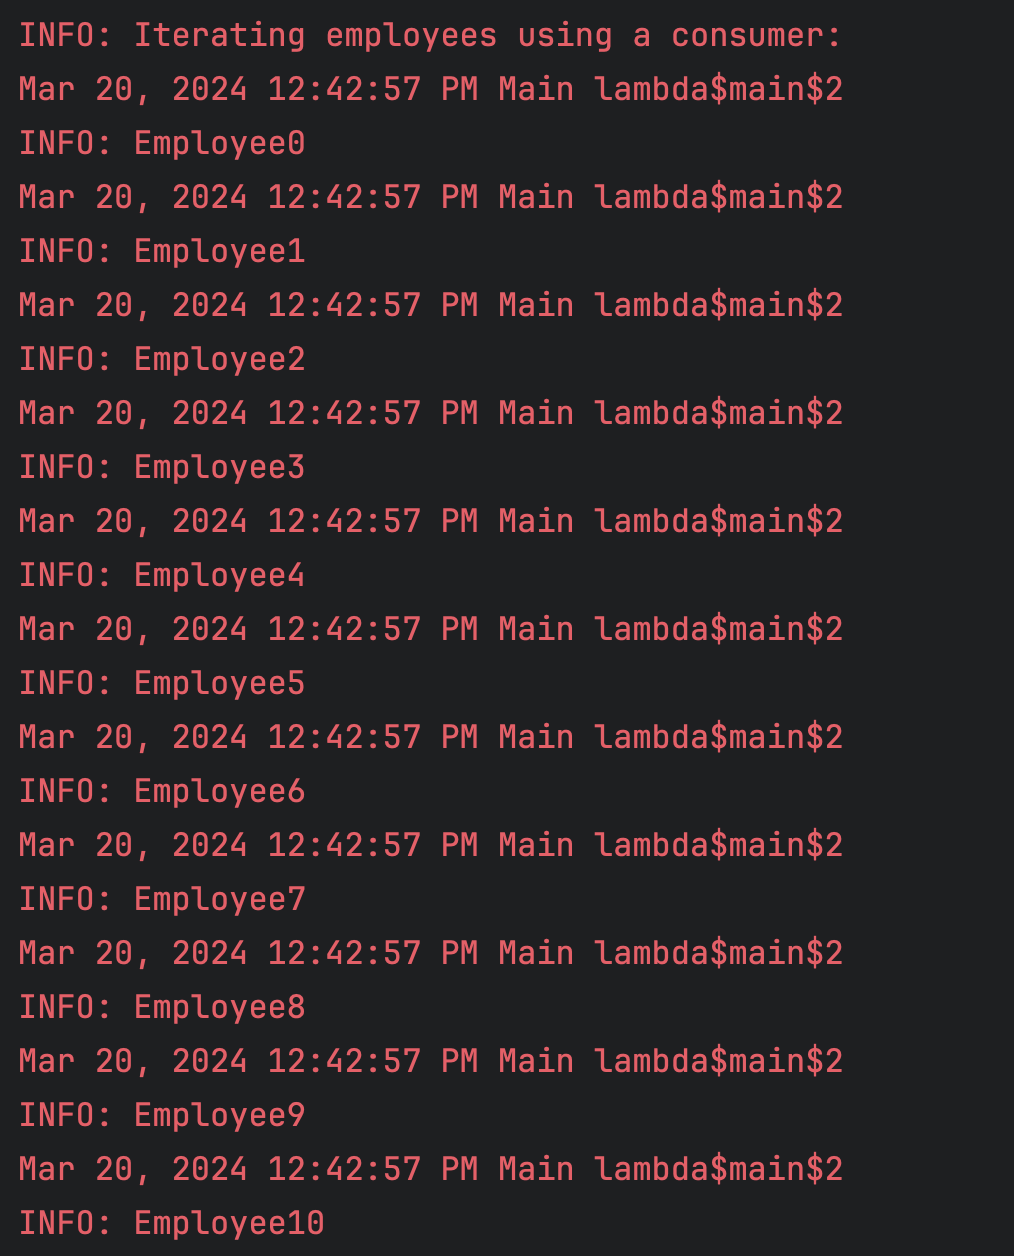 INFO: Iterating employees using a consumer:
Mar 20, 2024 12:42:57 PM Main lambda$main$2
INFO: Employee0
Mar 20, 2024 12:42:57 PM Main lambda$main$2
INFO: Employee1
Mar 20, 2024 12:42:57 PM Main lambda$main$2
INFO: Employee2
Mar 20, 2024 12:42:57 PM Main lambda$main$2
INFO: Employee3
Mar 20, 2024 12:42:57 PM Main lambda$main$2
INFO: Employee4
Mar 20, 2024 12:42:57 PM Main lambda$main$2
INFO: Employee5
Mar 20, 2024 12:42:57 PM Main lambda$main$2
INFO: Employee6
Mar 20, 2024 12:42:57 PM Main lambda$main$2
INFO: Employee7
Mar 20, 2024 12:42:57 PM Main lambda$main$2
INFO: Employee8
Mar 20, 2024 12:42:57 PM Main lambda$main$2
INFO: Employee9
Mar 20, 2024 12:42:57 PM Main lambda$main$2
INFO: Employee10